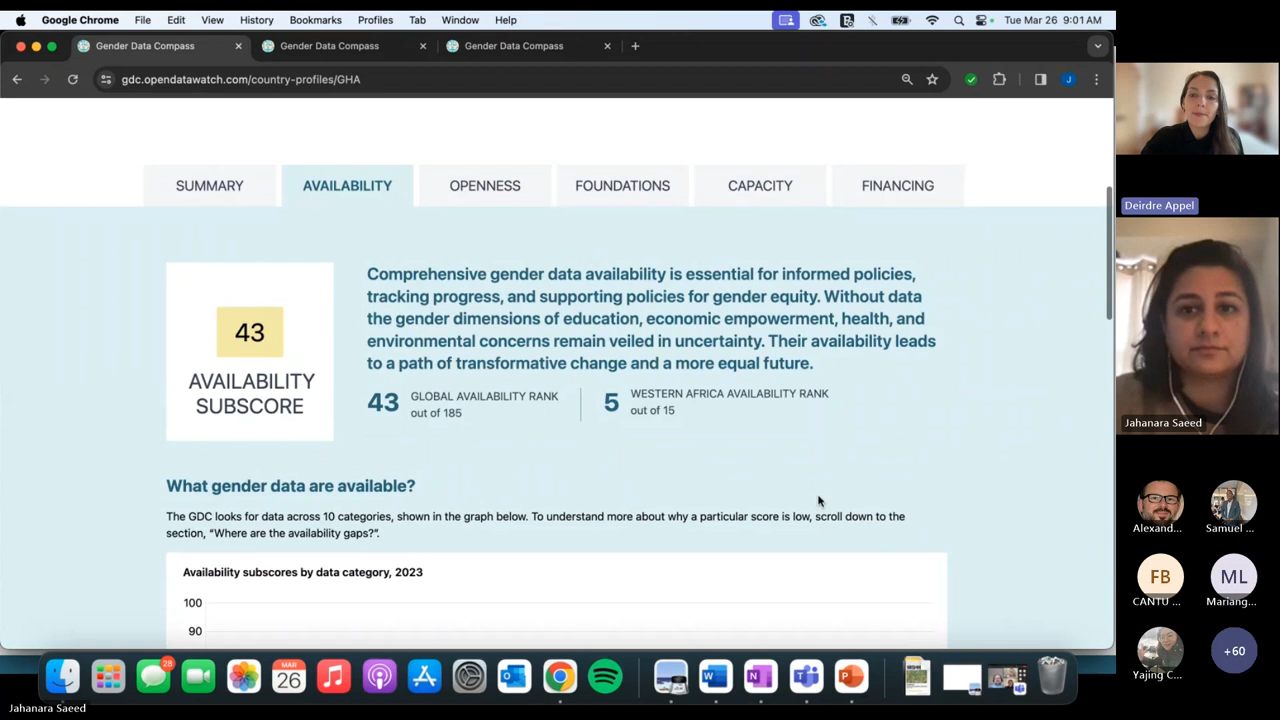 Google Chrome File Edit View History Bookmarks Profiles Tab Window Help Tue Mar 26 9:01 AM
Gender Data Compass Gender Data Compass Gender Data Compass
gdc.opendatawatch.com/country-profiles/GHA J
SUMMARY AVAILABILITY OPENNESS FOUNDATIONS CAPACITY FINANCING
43
AVAILABILITY
SUBSCORE
Comprehensive gender data availability is essential for informed policies,
tracking progress, and supporting policies for gender equity. Without data
the gender dimensions of education, economic empowerment, health, and
environmental concerns remain veiled in uncertainty. Their availability leads
to a path of transformative change and a more equal future.
43 GLOBAL AVAILABILITY RANK
out of 185
5 WESTERN AFRICA AVAILABILITY RANK
out of 15
What gender data are available?
The GDC looks for data across 10 categories, shown in the graph below. To understand more about why a particular score is low, scroll down to the
section, “Where are the availability gaps?”.
Availability subscores by data category, 2023
100
90
28
MAR
26
Jahanara Saeed
Deirdre Appel
Jahanara Saeed
Alexand...
Samuel ...
FB
CANTU ...
ML
Mariang...
Yajing C...
+60